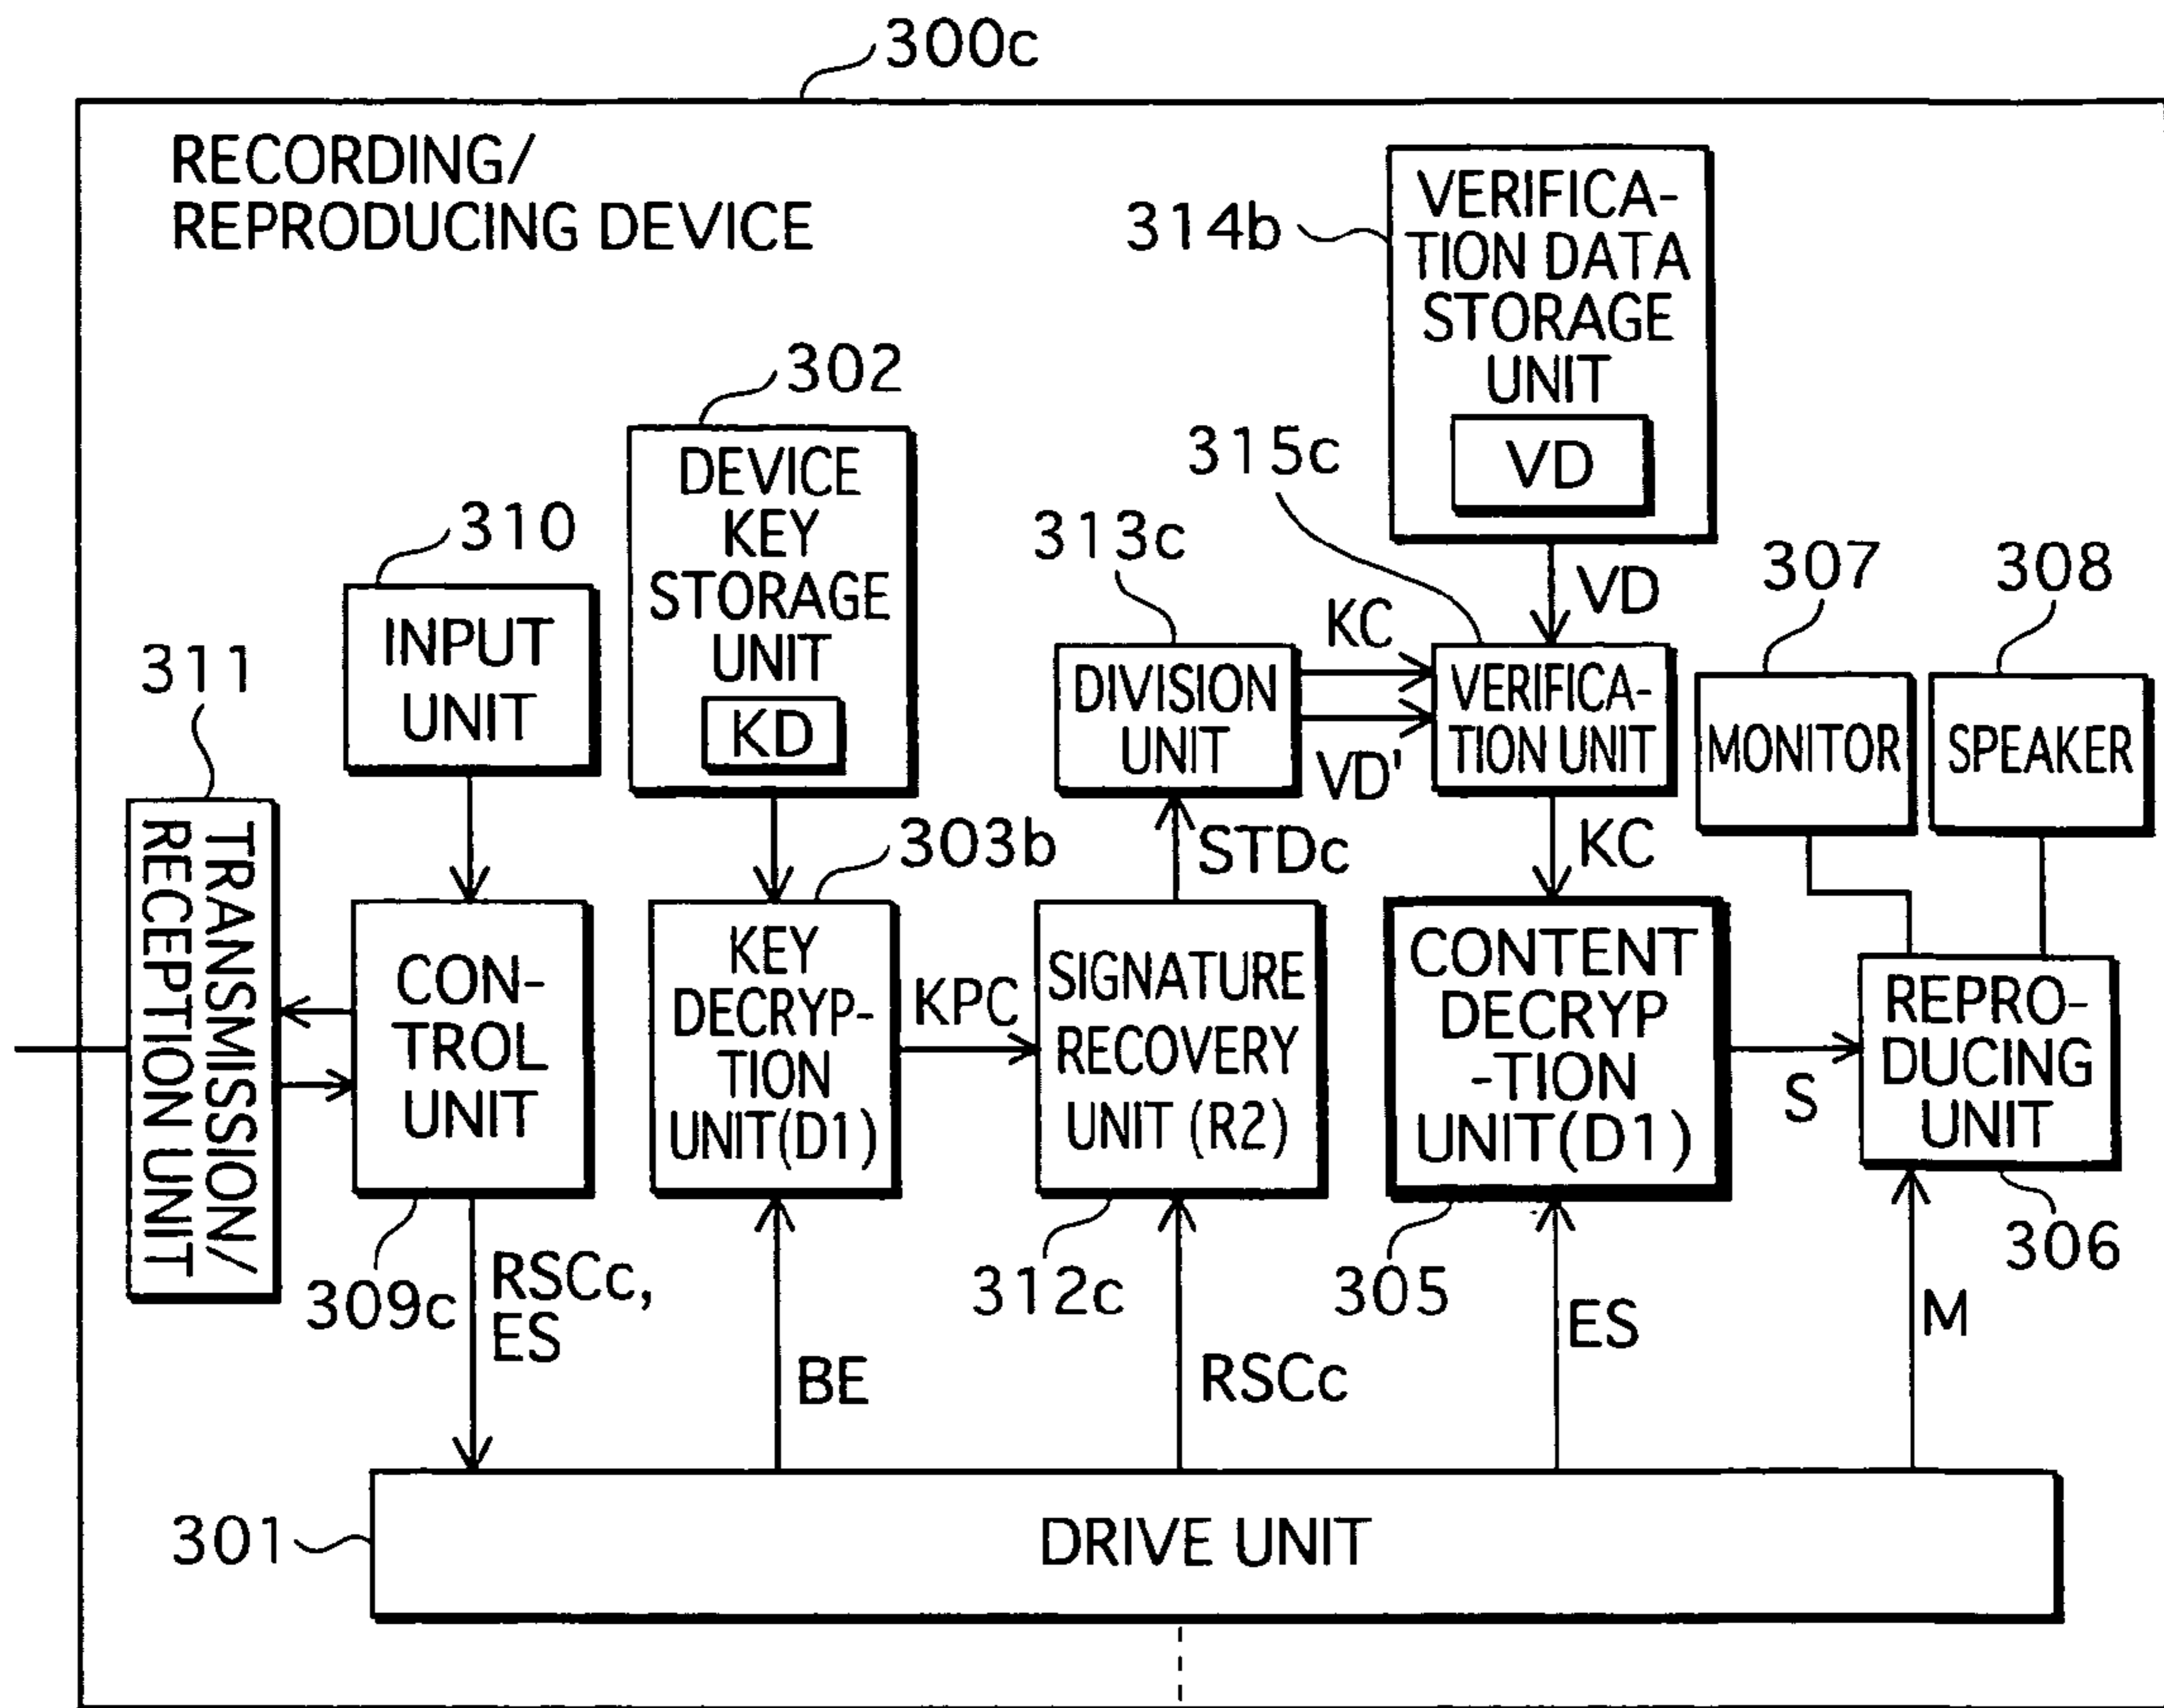 300c
RECORDING/
REPRODUCING DEVICE
314b
VERIFICA-
TION DATA
STORAGE
UNIT
VD
302
DEVICE
KEY
STORAGE
UNIT
KD
315c
313c
310
INPUT
UNIT
311
TRANSMISSION/
RECEPTION UNIT
VD
307
308
KC
DIVISION
UNIT
VERIFICA-
TION UNIT
VD'
MONITOR
SPEAKER
303b
STDc
KC
CON-
TROL
UNIT
KEY
DECRYP-
TION
UNIT(D1)
KPC
SIGNATURE
RECOVERY
UNIT (R2)
CONTENT
DECRYP
-TION
UNIT(D1)
S
REPRO-
DUCING
UNIT
309c
RSCc,
ES
BE
312c
RSCc
305
ES
306
M
301
DRIVE UNIT